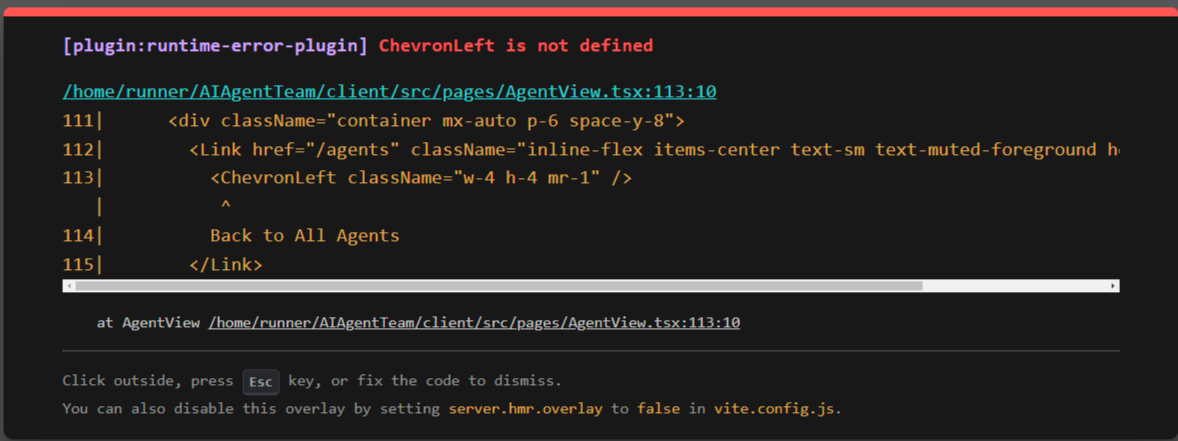 [plugin:runtime-error-plugin] ChevronLeft is not defined
/home/runner/AIAgentTeam/client/src/pages/AgentView.tsx:113:10
111|      <div className="container mx-auto p-6 space-y-8">
112|        <Link href="/agents" className="inline-flex items-center text-sm text-muted-foreground
113|          <ChevronLeft className="w-4 h-4 mr-1" />
   |           ^
114|          Back to All Agents
115|        </Link>
at AgentView /home/runner/AIAgentTeam/client/src/pages/AgentView.tsx:113:10
Click outside, press Esc key, or fix the code to dismiss.
You can also disable this overlay by setting server.hmr.overlay to false in vite.config.js.